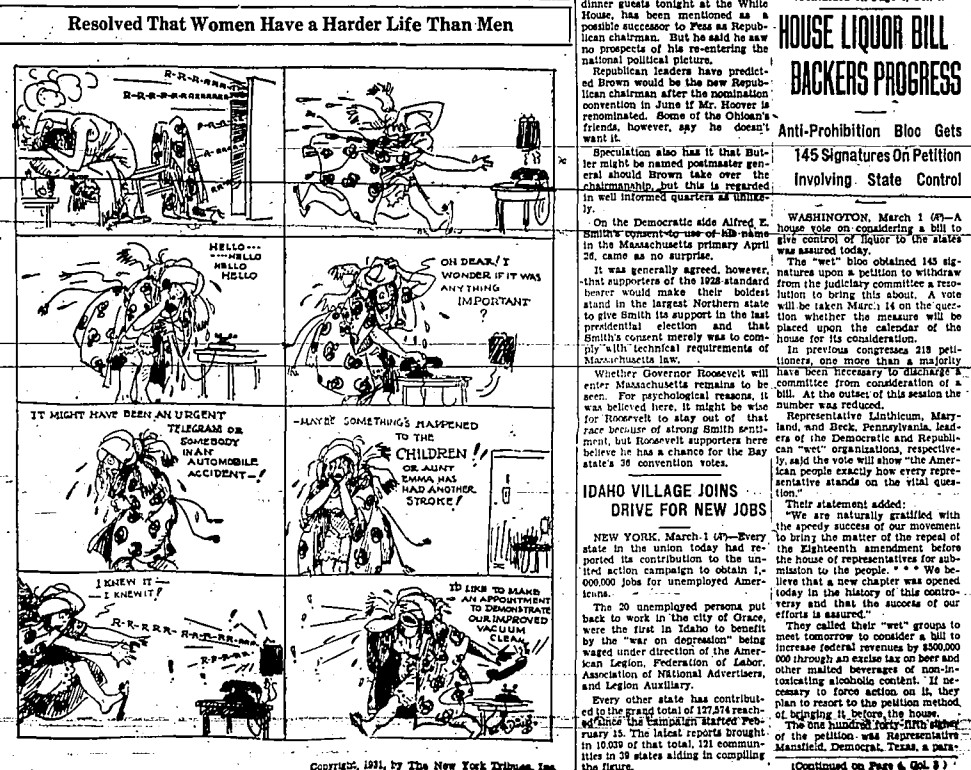 Resolved That Women Have a Harder Life Than Men
R-R-R-RRR...
R-R-R-R-RRRRRRRR
R-R-R
R-RRR
HELLO---
----HELLO
HELLO
HELLO
OH DEAR! I
WONDER IF IT WAS
ANYTHING
IMPORTANT
?
IT MIGHT HAVE BEEN AN URGENT
TELEGRAM OR
SOMEBODY
IN AN
AUTOMOBILE
ACCIDENT—!
-MAYBE SOMETHING'S HAPPENED
TO THE
CHILDREN!
OR AUNT
EMMA HAS
HAD ANOTHER
STROKE!
I KNEW IT—
—I KNEW IT!
R-R-RRR- R-R-RRRR
R-R-R
I'D LIKE TO MAKE
AN APPOINTMENT
TO DEMONSTRATE
OUR IMPROVED
VACUUM
CLEAN
Copyright, 1931, by The New York Tribune, Inc.
dinner guests tonight at the White
House, has been mentioned as a
possible successor to Fess as Repub-
lican chairman. But he said he saw
no prospects of his re-entering the
national political picture.
Republican leaders have predict-
ed Brown would be the new Repub-
lican chairman after the nomination
convention in June if Mr. Hoover is
renominated. Some of the Ohioan's
friends, however, say he doesn't
want it.
Speculation also has it that But-
ler might be named postmaster gen-
eral should Brown take over the
chairmanship, but this is regarded
in well informed quarters as unlike-
ly.
On the Democratic side Alfred E.
Smith's consent to use of his name
in the Massachusetts primary April
26, came as no surprise.
It was generally agreed, however,
that supporters of the 1928 standard
bearer would make their boldest
stand in the largest Northern state
to give Smith its support in the last
presidential election and that
Smith's consent merely was to com-
ply with technical requirements of
Massachusetts law.
Whether Governor Roosevelt will
enter Massachusetts remains to be
seen. For psychological reasons, it
was believed here, it might be wise
for Roosevelt to stay out of that
race because of strong Smith senti-
ment, but Roosevelt supporters here
believe he has a chance for the Bay
state's 36 convention votes.
IDAHO VILLAGE JOINS
DRIVE FOR NEW JOBS
NEW YORK, March 1 (AP)—Every
state in the union today had re-
ported its contribution to the un-
ited action campaign to obtain 1,-
000,000 jobs for unemployed Amer-
icans.
The 20 unemployed persons put
back to work in the city of Grace,
were the first in Idaho to benefit
by the "war on depression" being
waged under direction of the Amer-
ican Legion, Federation of Labor,
Association of National Advertisers,
and Legion Auxiliary.
Every other state has contribut-
ed to the grand total of 127,574 reach-
ed since the campaign started Feb-
ruary 15. The latest reports brought
in 10,039 of that total, 121 commun-
ities in 39 states aiding in compiling
the figure.
HOUSE LIQUOR BILL
BACKERS PROGRESS
Anti-Prohibition Bloc Gets
145 Signatures On Petition
Involving State Control
WASHINGTON, March 1 (AP)—A
house vote on considering a bill to
give control of liquor to the states
was assured today.
The "wet" bloc obtained 145 sig-
natures upon a petition to withdraw
from the judiciary committee a reso-
lution to bring this about. A vote
will be taken March 14 on the ques-
tion whether the measure will be
placed upon the calendar of the
house for its consideration.
In previous congresses 218 peti-
tioners, one more than a majority
have been necessary to discharge a
committee from consideration of a
bill. At the outset of this session the
number was reduced.
Representative Linthicum, Mary-
land, and Beck, Pennsylvania, lead-
ers of the Democratic and Republi-
can "wet" organizations, respective-
ly, said the vote will show "the Amer-
ican people exactly how every repre-
sentative stands on the vital ques-
tion."
Their statement added:
"We are naturally gratified with
the speedy success of our movement
to bring the matter of the repeal of
the Eighteenth amendment before
the house of representatives for sub-
mission to the people. * * * We be-
lieve that a new chapter was opened
today in the history of this contro-
versy and that the success of our
efforts is assured."
They called their "wet" groups to
meet tomorrow to consider a bill to
increase federal revenues by $500,000
000 through an excise tax on beer and
other malted beverages of non-in-
toxicating alcoholic content. If ne-
cessary to force action on it, they
plan to resort to the petition method
of bringing it before the house.
The one hundred forty-fifth signer
of the petition was Representative
Mansfield, Democrat, Texas, a para-
(Continued on Page 6, Col. 3)